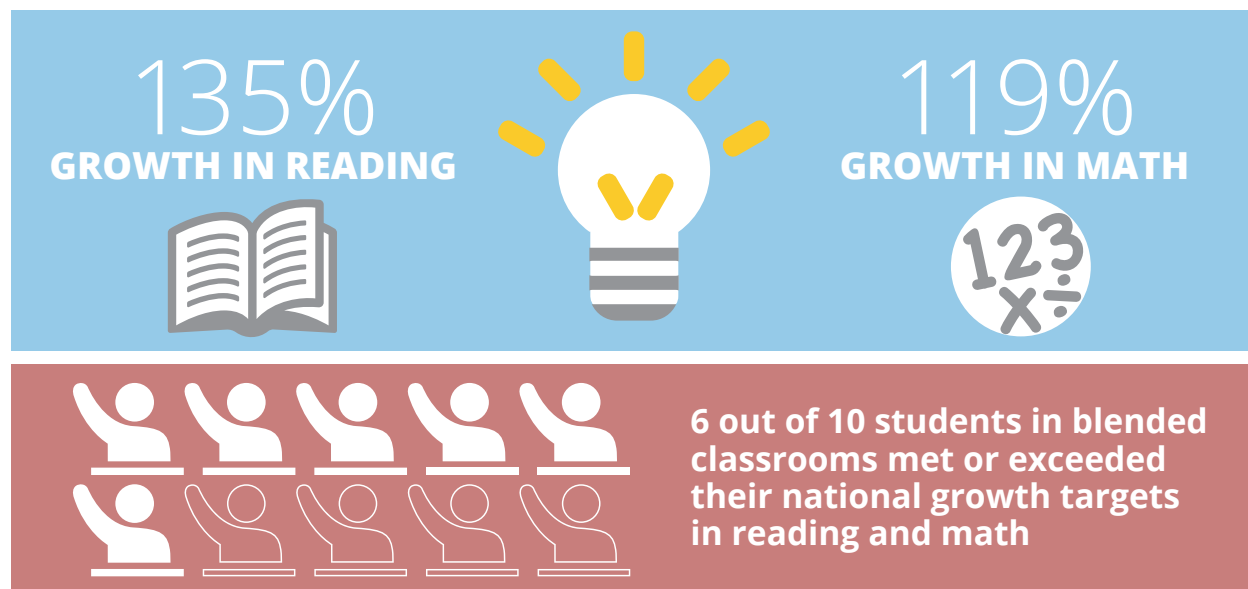 135%
GROWTH IN READING
119%
GROWTH IN MATH
123
x÷
6 out of 10 students in blended
classrooms met or exceeded
their national growth targets
in reading and math